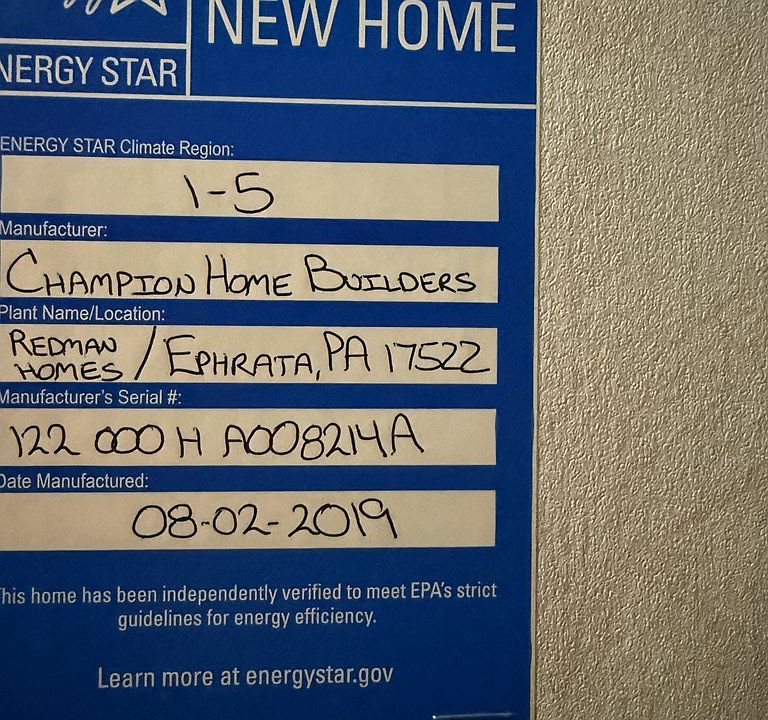 NEW HOME
NERGY STAR
ENERGY STAR Climate Region:
1-5
Manufacturer:
CHAMPION HOME BUILDERS
Plant Name/Location:
REDMAN HOMES / EPHRATA, PA 17522
Manufacturer's Serial #:
122 000 H A008214A
Date Manufactured:
08-02-2019
This home has been independently verified to meet EPA's strict
guidelines for energy efficiency.
Learn more at energystar.gov